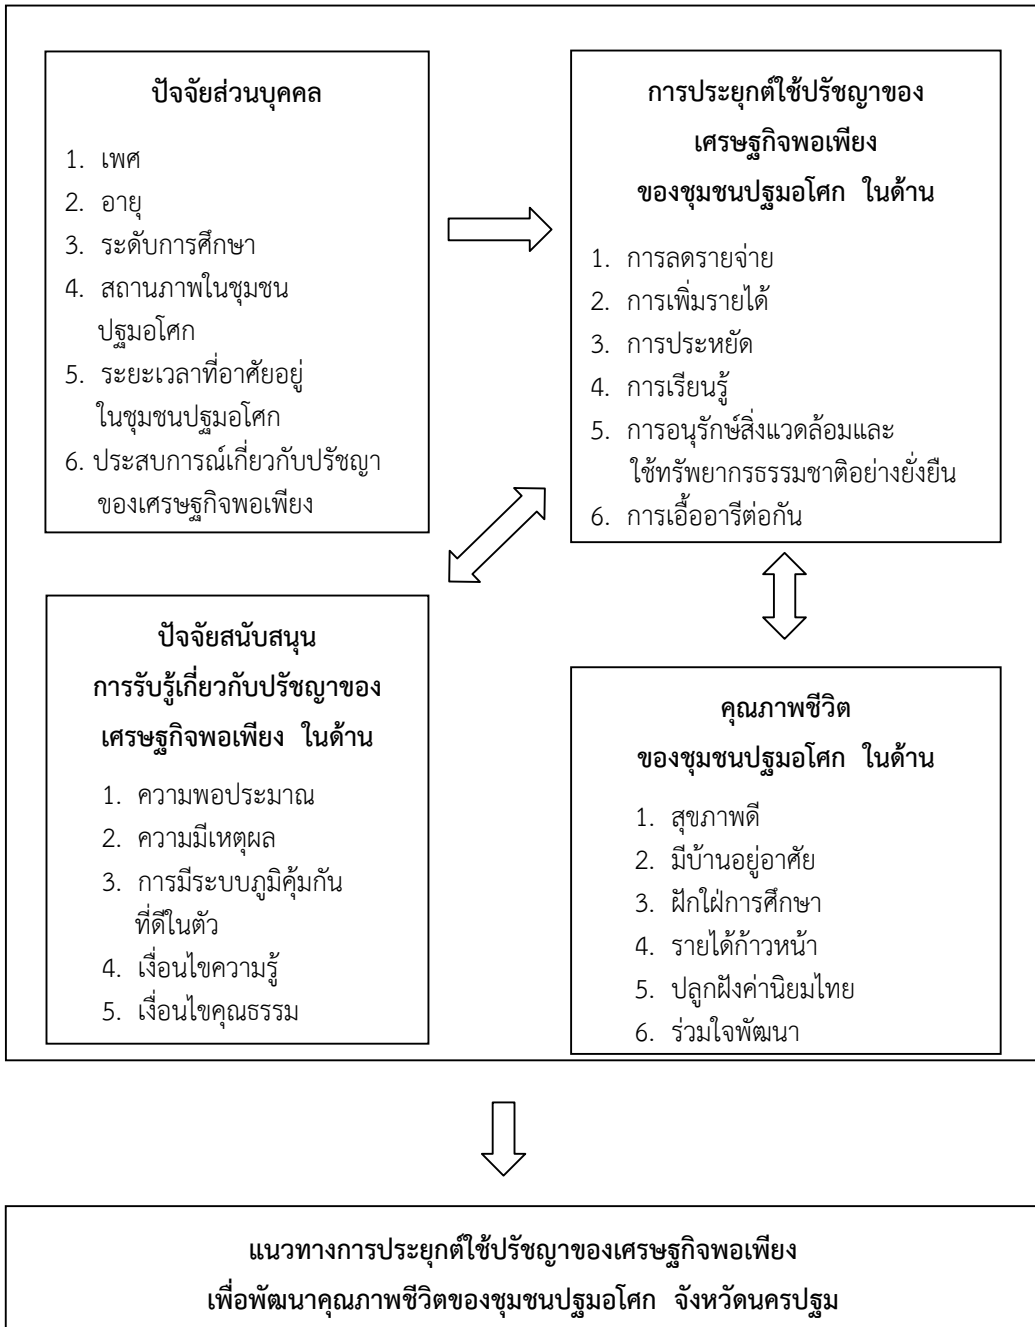 ปัจจัยส่วนบุคคล
1. เพศ
2. อายุ
3. ระดับการศึกษา
4. สถานภาพในชุมชน
ปฐมอโศก
5. ระยะเวลาที่อาศัยอยู่
ในชุมชนปฐมอโศก
6. ประสบการณ์เกี่ยวกับปรัชญา
ของเศรษฐกิจพอเพียง
การประยุกต์ใช้ปรัชญาของ
เศรษฐกิจพอเพียง
ของชุมชนปฐมอโศก ในด้าน
1. การลดรายจ่าย
2. การเพิ่มรายได้
3. การประหยัด
4. การเรียนรู้
5. การอนุรักษ์สิ่งแวดล้อมและ
ใช้ทรัพยากรธรรมชาติอย่างยั่งยืน
6. การเอื้ออารีต่อกัน
ปัจจัยสนับสนุน
การรับรู้เกี่ยวกับปรัชญาของ
เศรษฐกิจพอเพียง ในด้าน
1. ความพอประมาณ
2. ความมีเหตุผล
3. การมีระบบภูมิคุ้มกัน
ที่ดีในตัว
4. เงื่อนไขความรู้
5. เงื่อนไขคุณธรรม
คุณภาพชีวิต
ของชุมชนปฐมอโศก ในด้าน
1. สุขภาพดี
2. มีบ้านอยู่อาศัย
3. ฝักใฝ่การศึกษา
4. รายได้ก้าวหน้า
5. ปลูกฝังค่านิยมไทย
6. ร่วมใจพัฒนา
แนวทางการประยุกต์ใช้ปรัชญาของเศรษฐกิจพอเพียง
เพื่อพัฒนาคุณภาพชีวิตของชุมชนปฐมอโศก จังหวัดนครปฐม